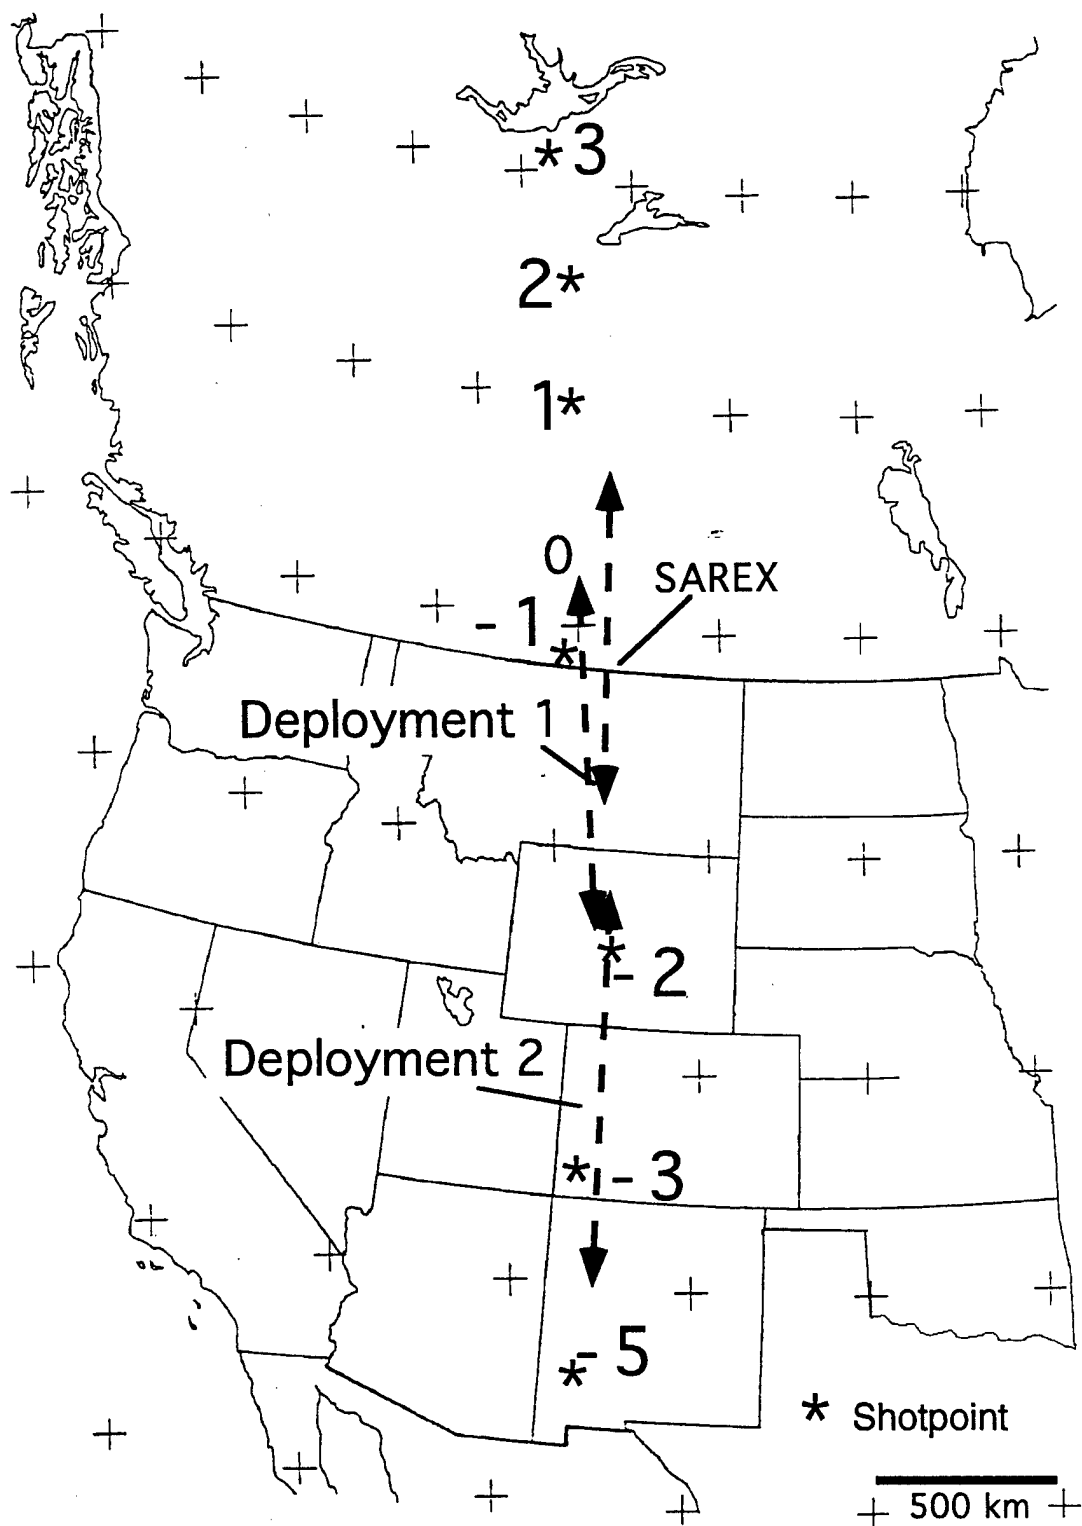 * 3
2 *
1 *
0
SAREX
- 1
*
Deployment 1
*
- 2
Deployment 2
* - 3
* - 5
* Shotpoint
500 km